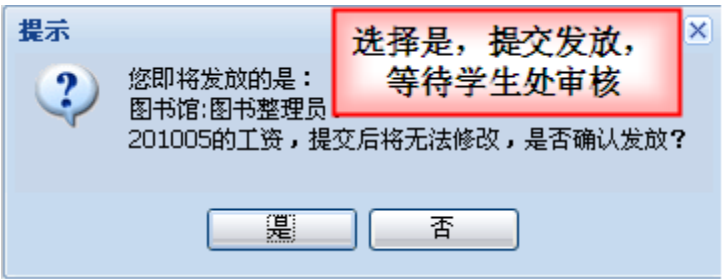 提示
选择是，提交发放，
等待学生处审核
您即将发放的是：
图书馆:图书整理员
201005的工资，提交后将无法修改，是否确认发放?
是
否